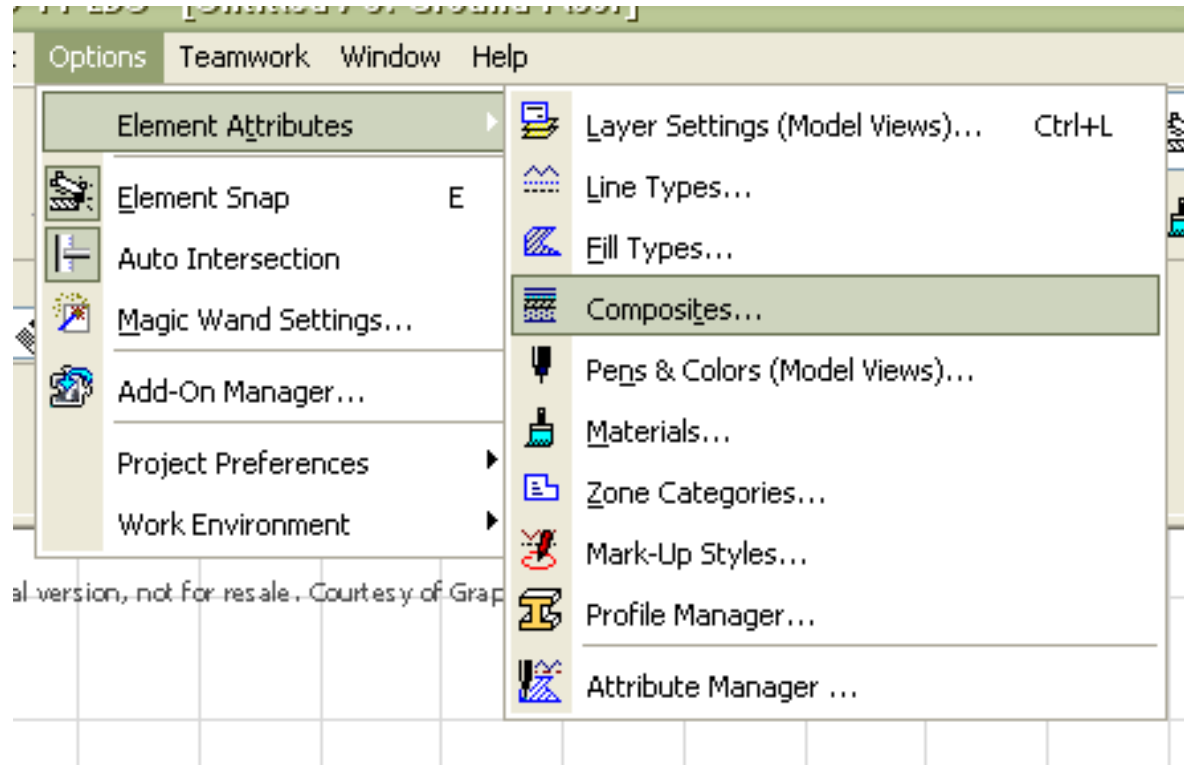 Options Teamwork Window Help
Element Attributes
Element Snap E
Auto Intersection
Magic Wand Settings...
Add-On Manager...
Project Preferences
Work Environment
Layer Settings (Model Views)... Ctrl+L
Line Types...
Fill Types...
Composites...
Pens & Colors (Model Views)...
Materials...
Zone Categories...
Mark-Up Styles...
Profile Manager...
Attribute Manager ...
version, not for resale. Courtesy of